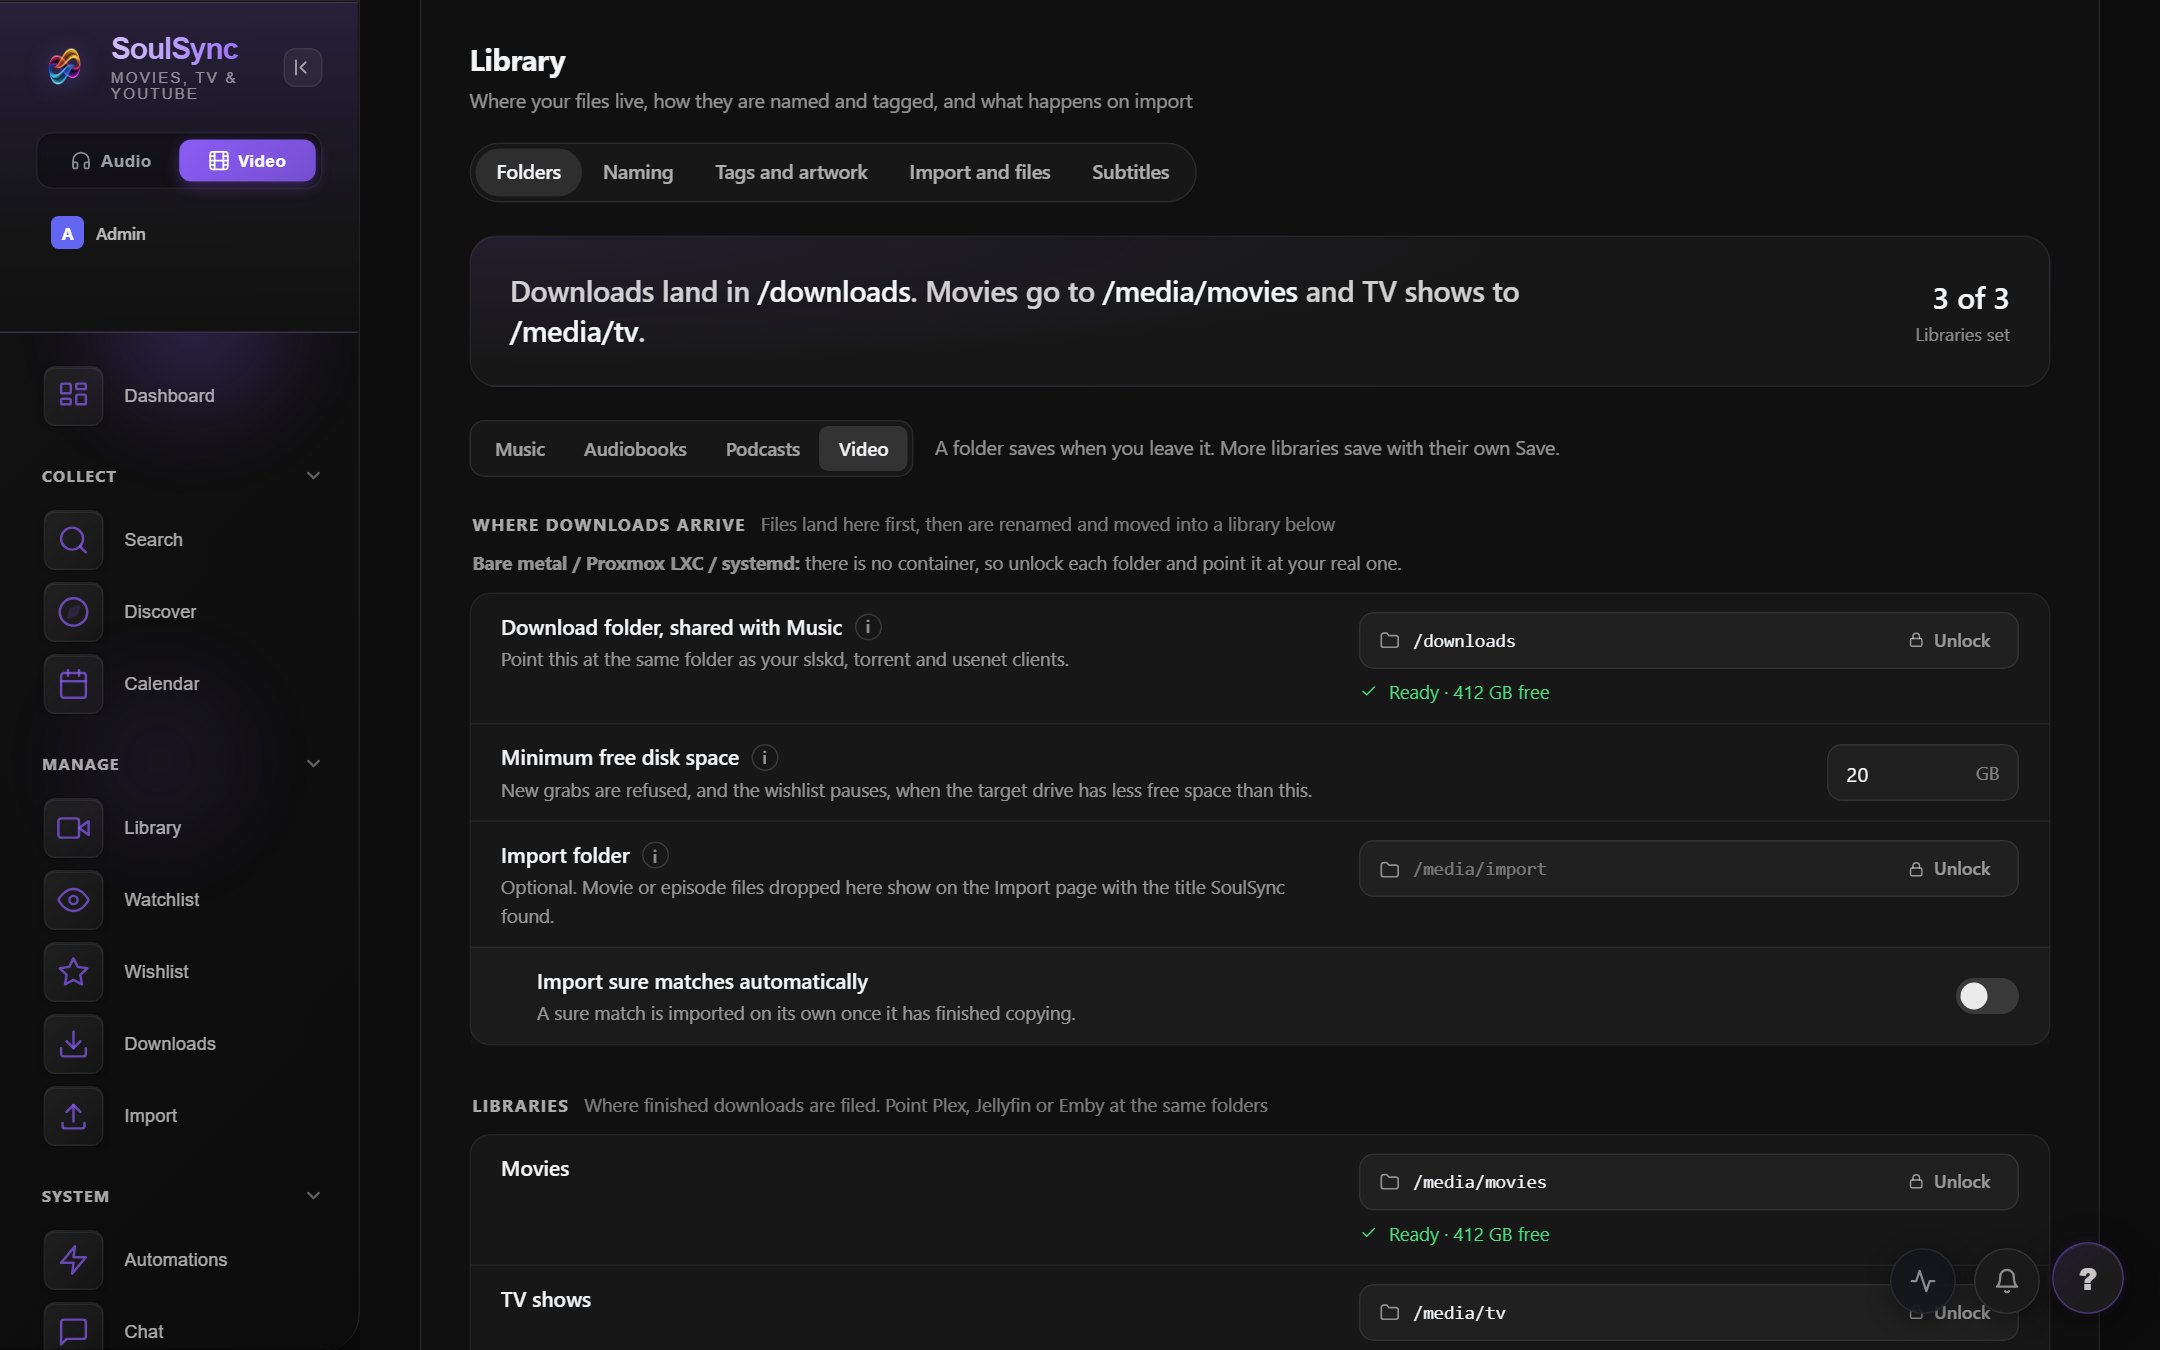 SoulSync
MOVIES, TV &
YOUTUBE
Audio
Video
A
Admin
Dashboard
COLLECT
Search
Discover
Calendar
MANAGE
Library
Watchlist
Wishlist
Downloads
Import
SYSTEM
Automations
Chat
Library
Where your files live, how they are named and tagged, and what happens on import
Folders
Naming
Tags and artwork
Import and files
Subtitles
Downloads land in /downloads. Movies go to /media/movies and TV shows to
/media/tv.
3 of 3
Libraries set
Music
Audiobooks
Podcasts
Video
A folder saves when you leave it. More libraries save with their own Save.
WHERE DOWNLOADS ARRIVE Files land here first, then are renamed and moved into a library below
Bare metal / Proxmox LXC / systemd: there is no container, so unlock each folder and point it at your real one.
Download folder, shared with Music i
Point this at the same folder as your slskd, torrent and usenet clients.
/downloads
Unlock
Ready · 412 GB free
Minimum free disk space i
New grabs are refused, and the wishlist pauses, when the target drive has less free space than this.
20
GB
Import folder i
Optional. Movie or episode files dropped here show on the Import page with the title SoulSync
found.
/media/import
Unlock
Import sure matches automatically
A sure match is imported on its own once it has finished copying.
LIBRARIES Where finished downloads are filed. Point Plex, Jellyfin or Emby at the same folders
Movies
/media/movies
Unlock
Ready · 412 GB free
TV shows
/media/tv
Unlock
?